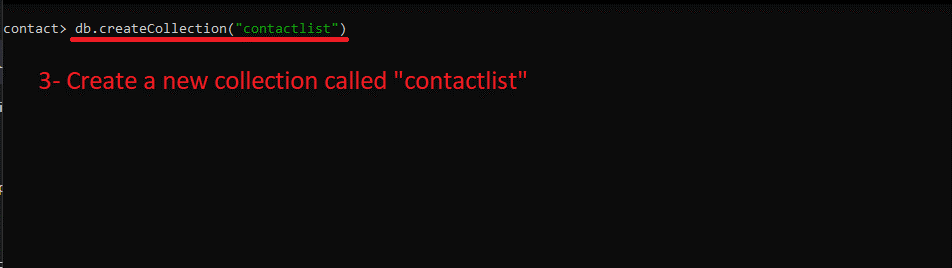 contact> db.createCollection("contactlist")
3- Create a new collection called "contactlist"